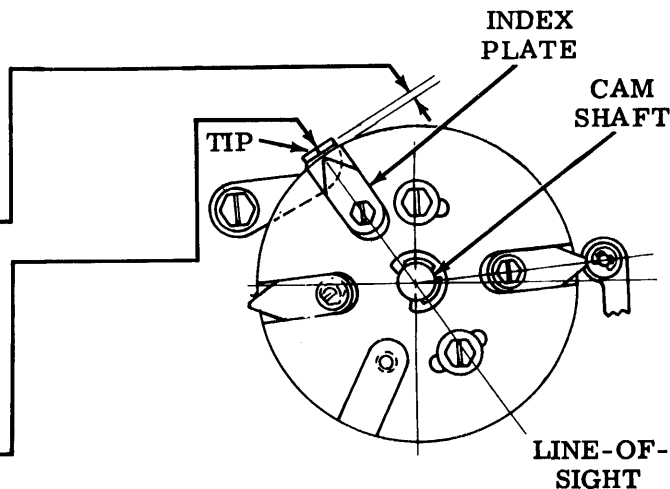 INDEX
PLATE
CAM
SHAFT
TIP
LINE-OF-
SIGHT